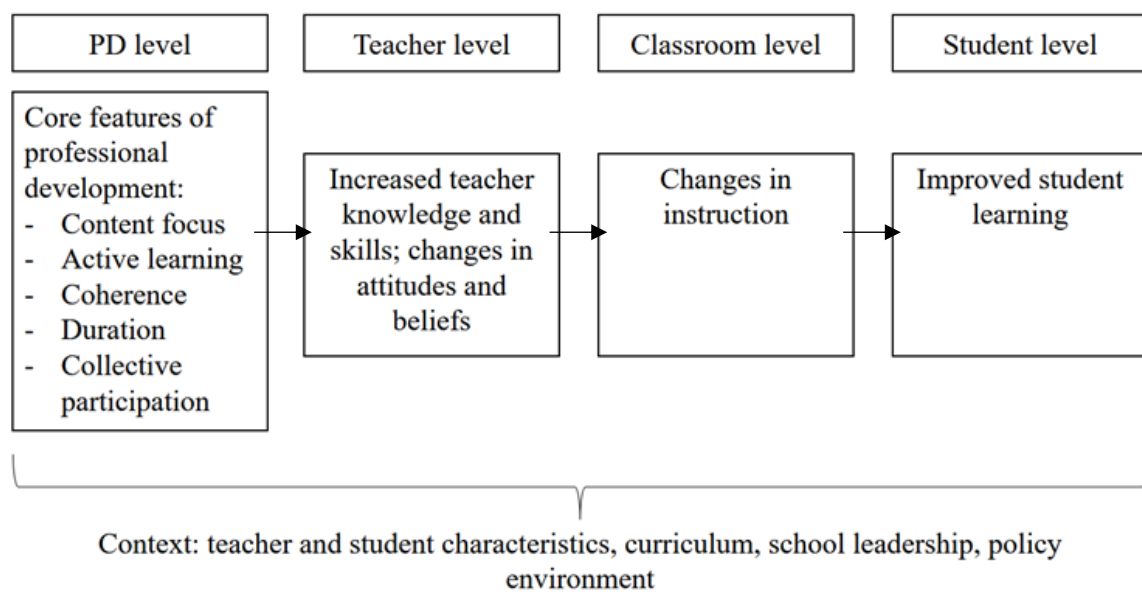 PD level
Teacher level
Classroom level
Student level
Core features of
professional
development:
- Content focus
- Active learning
- Coherence
- Duration
- Collective
participation
Increased teacher
knowledge and
skills; changes in
attitudes and
beliefs
Changes in
instruction
Improved student
learning
Context: teacher and student characteristics, curriculum, school leadership, policy
environment